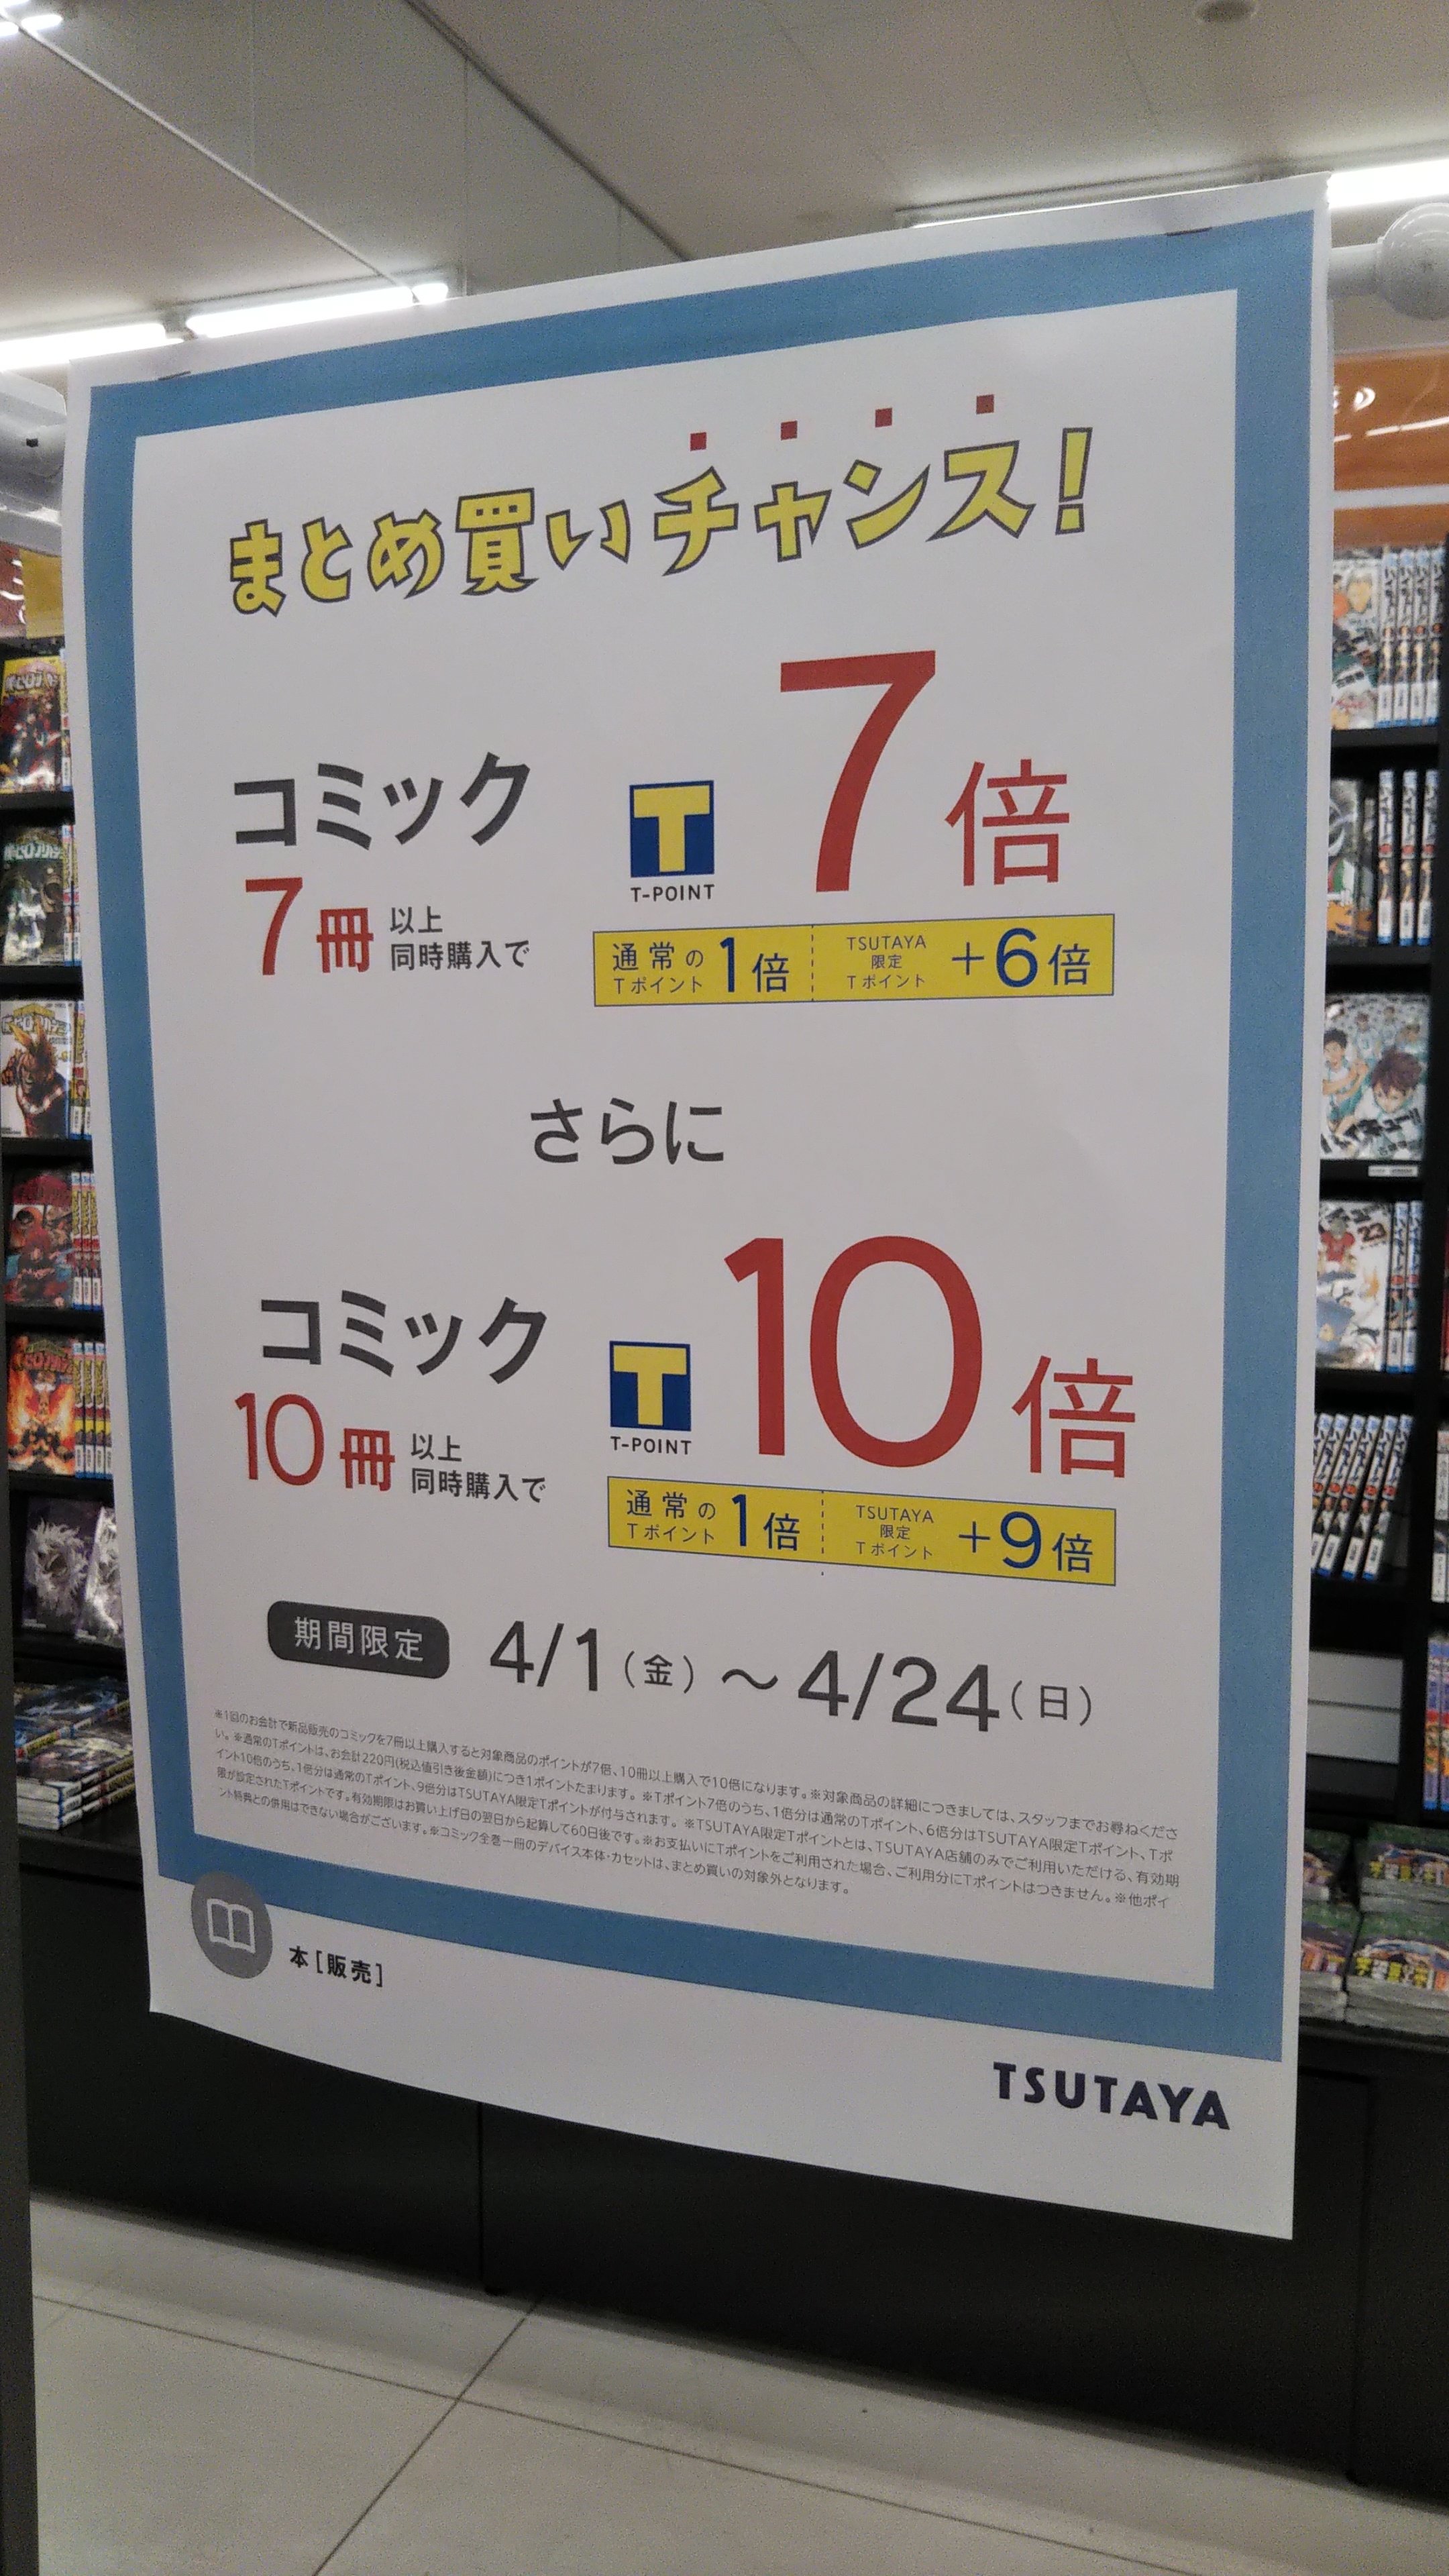 まとめ買いチャンス!
コミック
7冊 以上
同時購入で
T
T-POINT
7倍
通常の
Tポイント 1倍
TSUTAYA
限定
Tポイント +6倍
さらに
コミック
10冊 以上
同時購入で
T
T-POINT
10倍
通常の
Tポイント 1倍
TSUTAYA
限定
Tポイント +9倍
期間限定 4/1(金)～4/24(日)
※1回のお会計で新品販売のコミックを7冊以上購入すると対象商品のポイントが7倍、10冊以上購入で10倍になります。※対象商品の詳細につきましては、スタッフまでお尋ねくださ
い。※通常のTポイントは、お会計220円(税込値引き後金額)につき1ポイントたまります。※Tポイント7倍のうち、1倍分は通常のTポイント、6倍分はTSUTAYA限定Tポイント、Tポ
イント10倍のうち、1倍分は通常のTポイント、9倍分はTSUTAYA限定Tポイントが付与されます。※TSUTAYA限定Tポイントとは、TSUTAYA店舗のみでご利用いただける、有効期
限が設定されたTポイントです。有効期限はお買い上げ日の翌日から起算して60日後です。※お支払いにTポイントをご利用された場合、ご利用分にTポイントはつきません。※他ポイ
ント特典との併用はできない場合がございます。※コミック全巻一冊のデバイス本体・カセットは、まとめ買いの対象外となります。
本[販売]
TSUTAYA